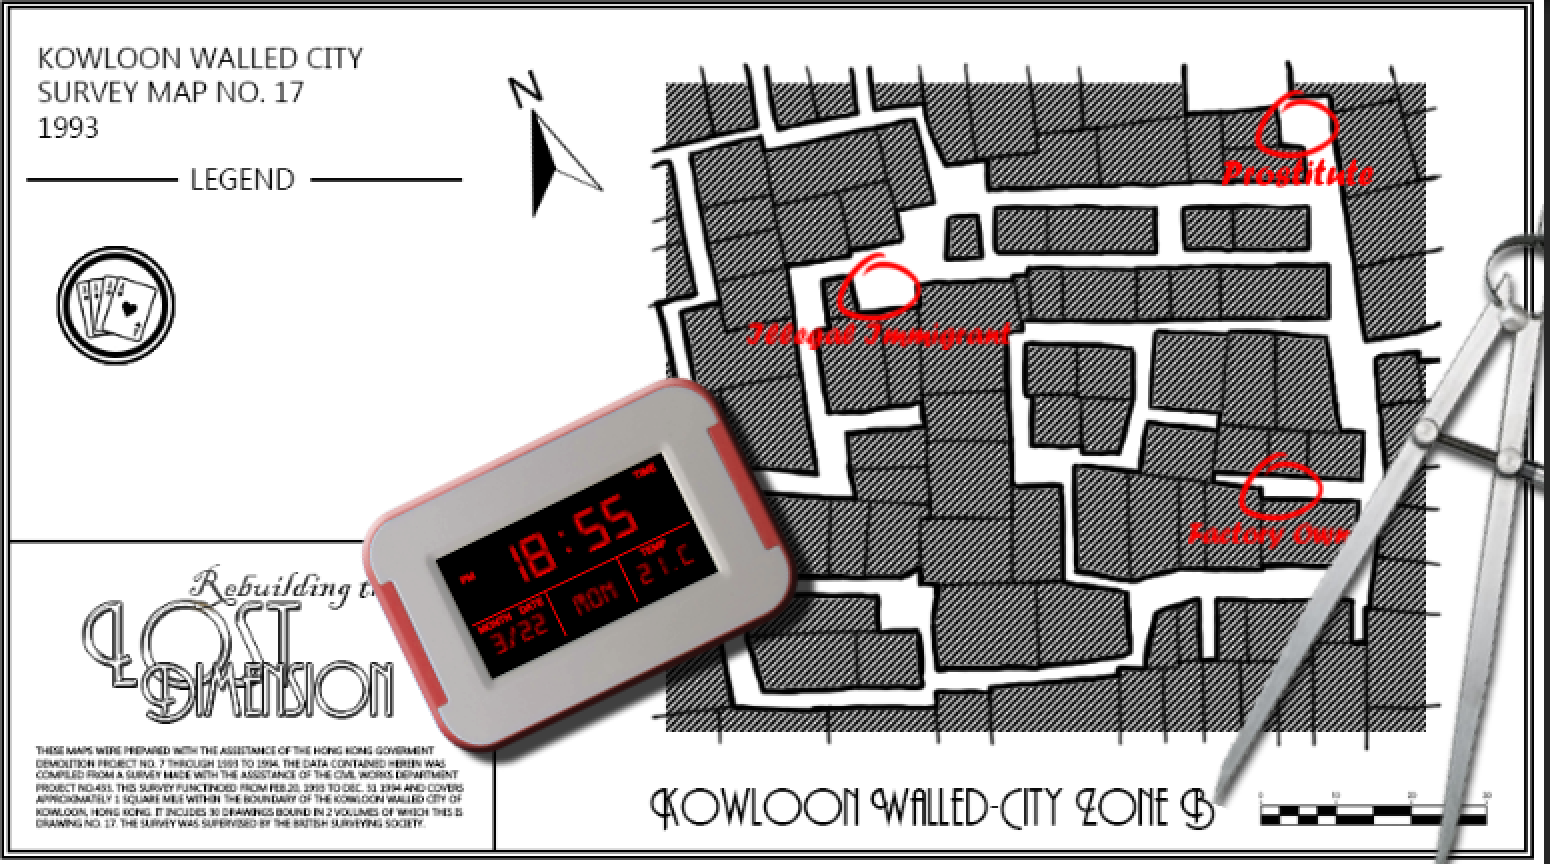 KOWLOON WALLED CITY
SURVEY MAP NO. 17
1993
LEGEND
N
Prostitute
Illegal Immigrant
Factory Own
TIME
18:55
PM
MONTH DATE
3/22
MON
TEMP
21.C
Rebuilding t
LOST
DIMENSION
THESE MAPS WERE PREPARED WITH THE ASSISTANCE OF THE HONG KONG GOVERMENT
DEMOLITION PROJECT NO. 7 THROUGH 1993 TO 1994. THE DATA CONTAINED HEREIN WAS
COMPILED FROM A SURVEY MADE WITH THE ASSISTANCE OF THE CIVIL WORKS DEPARTMENT
PROJECT NO.453. THIS SURVEY FUNCTINOED FROM FEB.20, 1993 TO DEC. 31 1994 AND COVERS
APPROXIMATELY 1 SQUARE MILE WITHIN THE BOUNDARY OF THE KOWLOON WALLED CITY OF
KOWLOON, HONG KONG. IT INCLUDES 30 DRAWINGS BOUND IN 2 VOLUMES OF WHICH THIS IS
DRAWING NO. 17. THE SURVEY WAS SUPERVISED BY THE BRITISH SURVEYING SOCIETY.
KOWLOON WALLED-CITY ZONE B
0 10 20 30